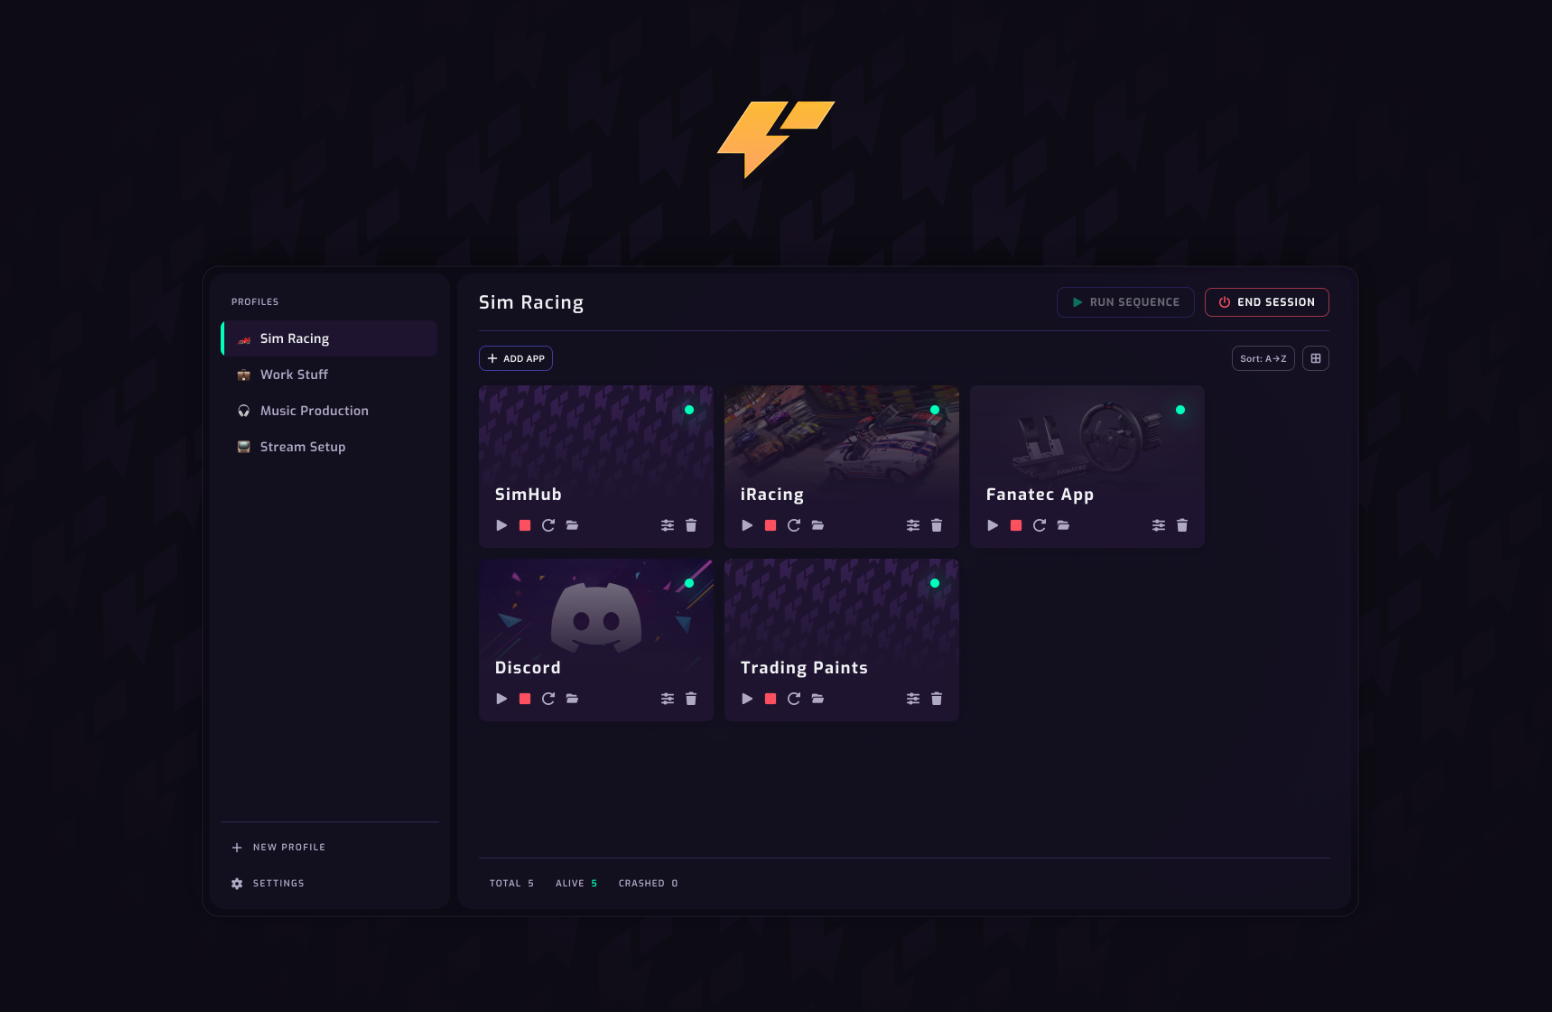 PROFILES
Sim Racing
Work Stuff
Music Production
Stream Setup
NEW PROFILE
SETTINGS
Sim Racing
RUN SEQUENCE
END SESSION
ADD APP
Sort: A→Z
SimHub
iRacing
Fanatec App
Discord
Trading Paints
TOTAL 5 ALIVE 5 CRASHED 0